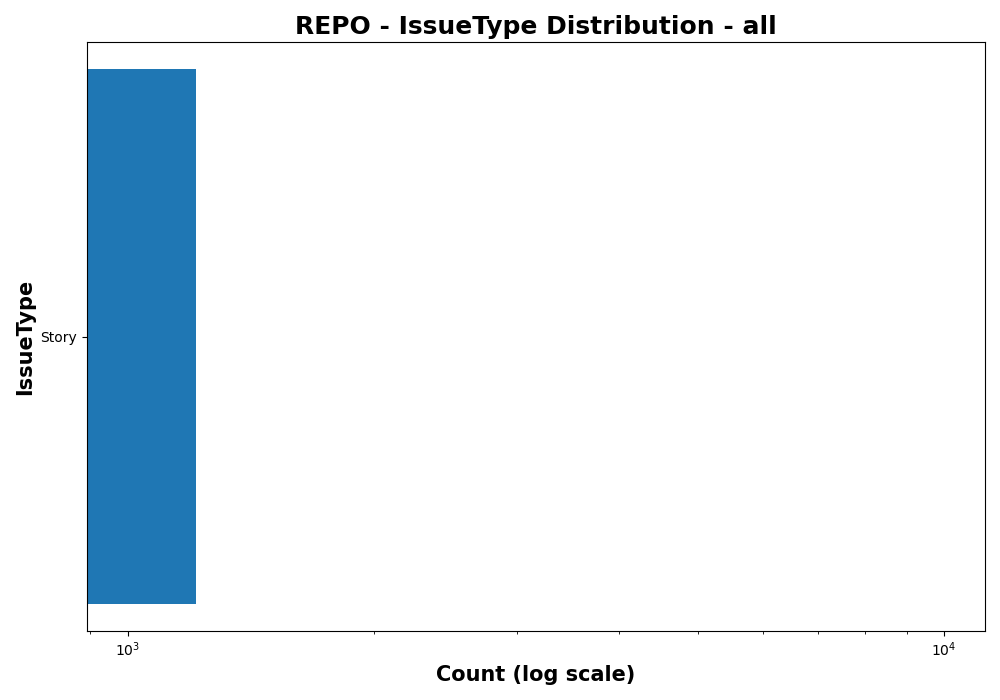 REPO - IssueType Distribution - all
IssueType
Story
10³
10⁴
Count (log scale)